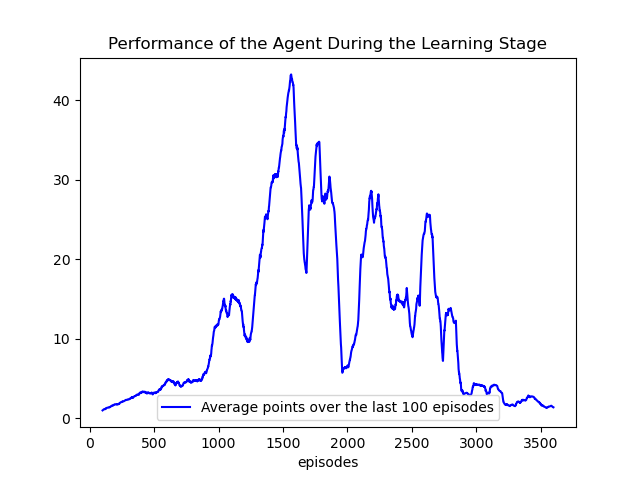 Performance of the Agent During the Learning Stage
40
30
20
10
0
Average points over the last 100 episodes
0 500 1000 1500 2000 2500 3000 3500
episodes